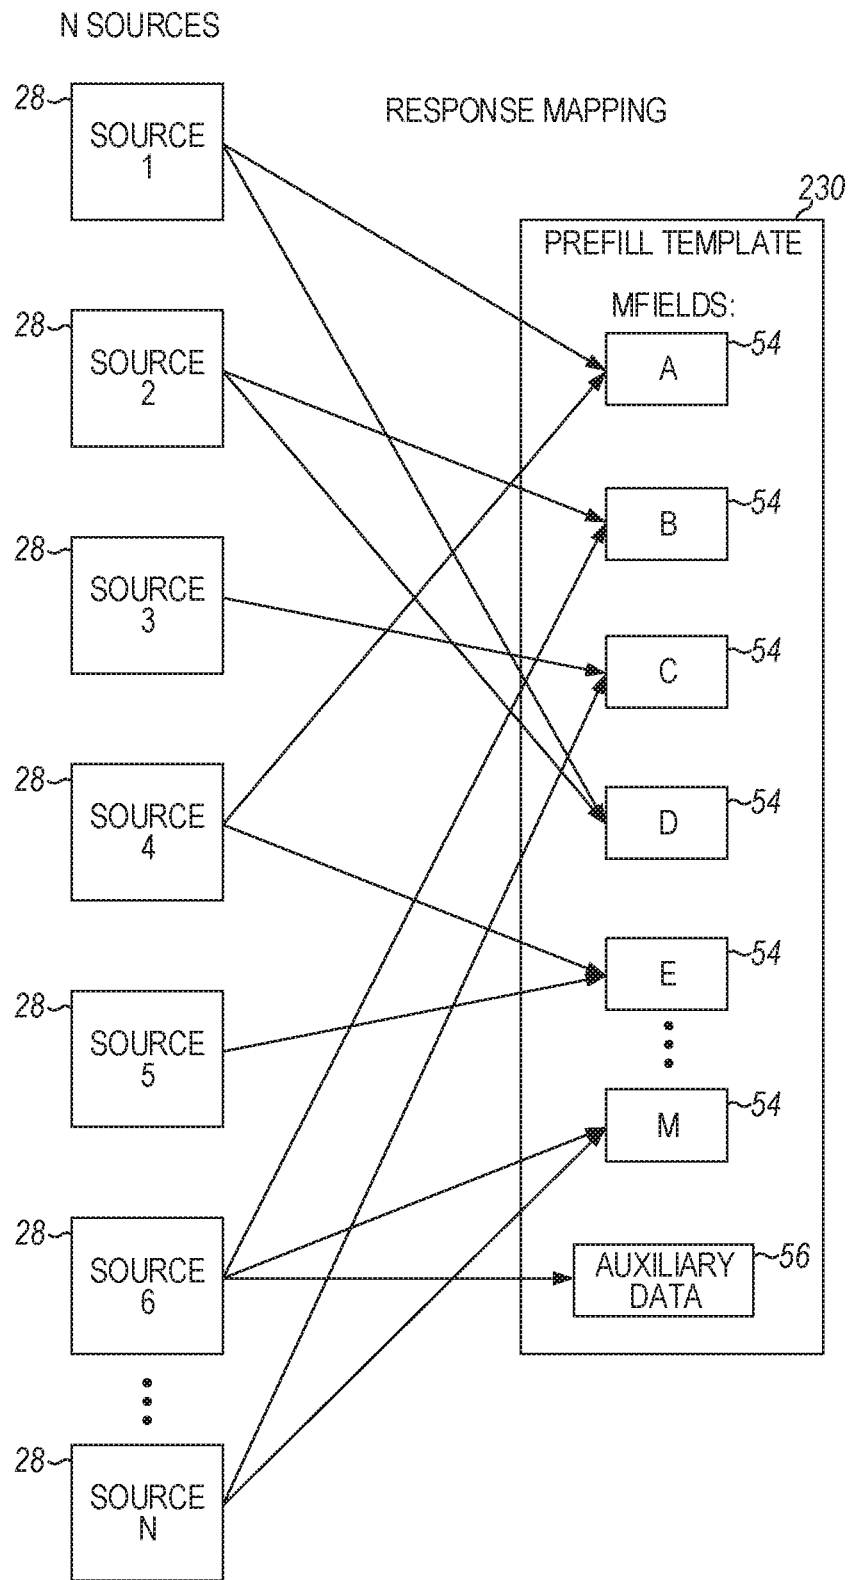 N SOURCES
28
SOURCE
1
RESPONSE MAPPING
230
PREFILL TEMPLATE
MFIELDS:
28
SOURCE
2
A
54
B
54
28
SOURCE
3
C
54
28
SOURCE
4
D
54
E
54
28
SOURCE
5
M
54
28
SOURCE
6
AUXILIARY
DATA
56
28
SOURCE
N